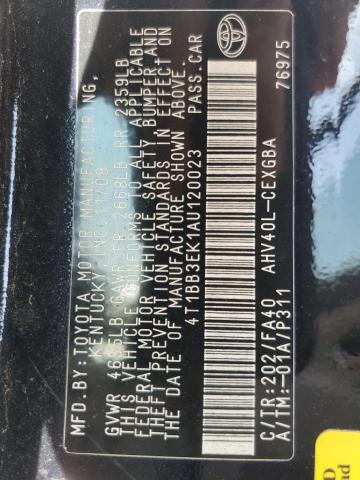 MFD.BY:TOYOTA MOTOR MANUFACTURING,
KENTUCKY,INC.11/09
GVWR 4685LB GAWR FR 2668LB RR 2359LB
THIS VEHICLE CONFORMS TO ALL APPLICABLE
FEDERAL MOTOR VEHICLE SAFETY, BUMPER AND
THEFT PREVENTION STANDARDS IN EFFECT ON
THE DATE OF MANUFACTURE SHOWN ABOVE.
4T1BB3EK1AU120023 PASS.CAR
C/TR:202/FA40 AHV40L-CEXGBA
A/TM:-01A/P311 76975